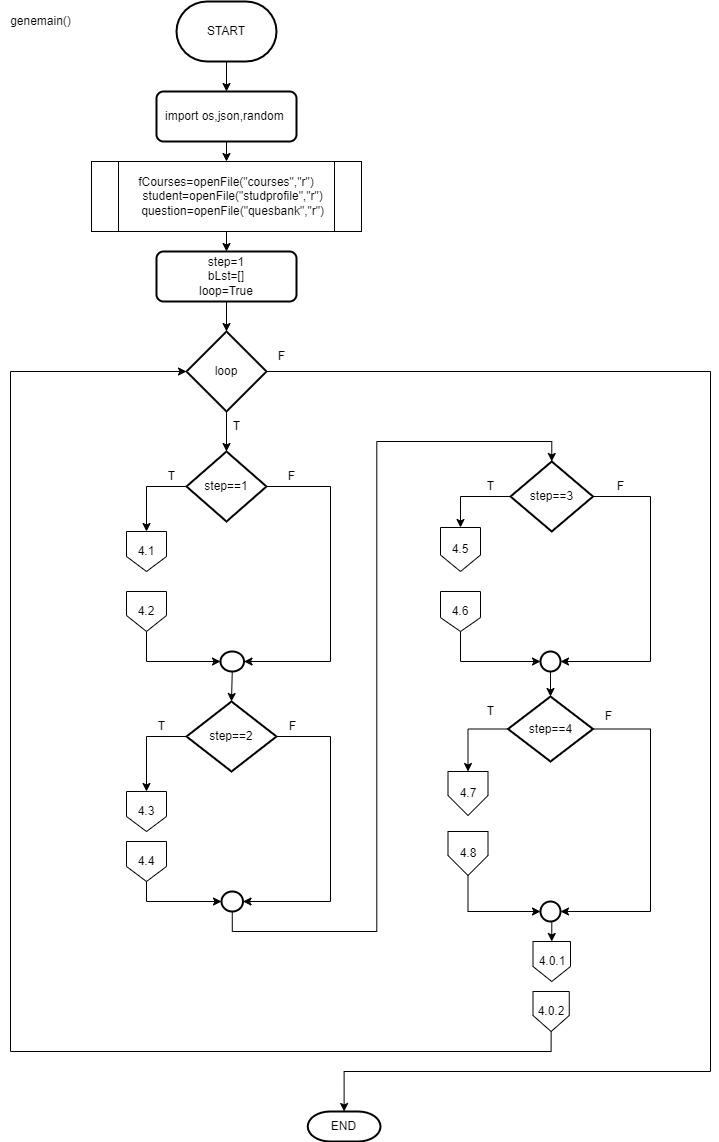 genemain()
START
import os,json,random
fCourses=openFile("courses","r")
student=openFile("studprofile","r")
question=openFile("quesbank","r")
step=1
bLst=[]
loop=True
loop
F
T
step==1
T
F
4.1
4.2
step==2
T
F
4.3
4.4
step==3
T
F
4.5
4.6
step==4
T
F
4.7
4.8
4.0.1
4.0.2
END